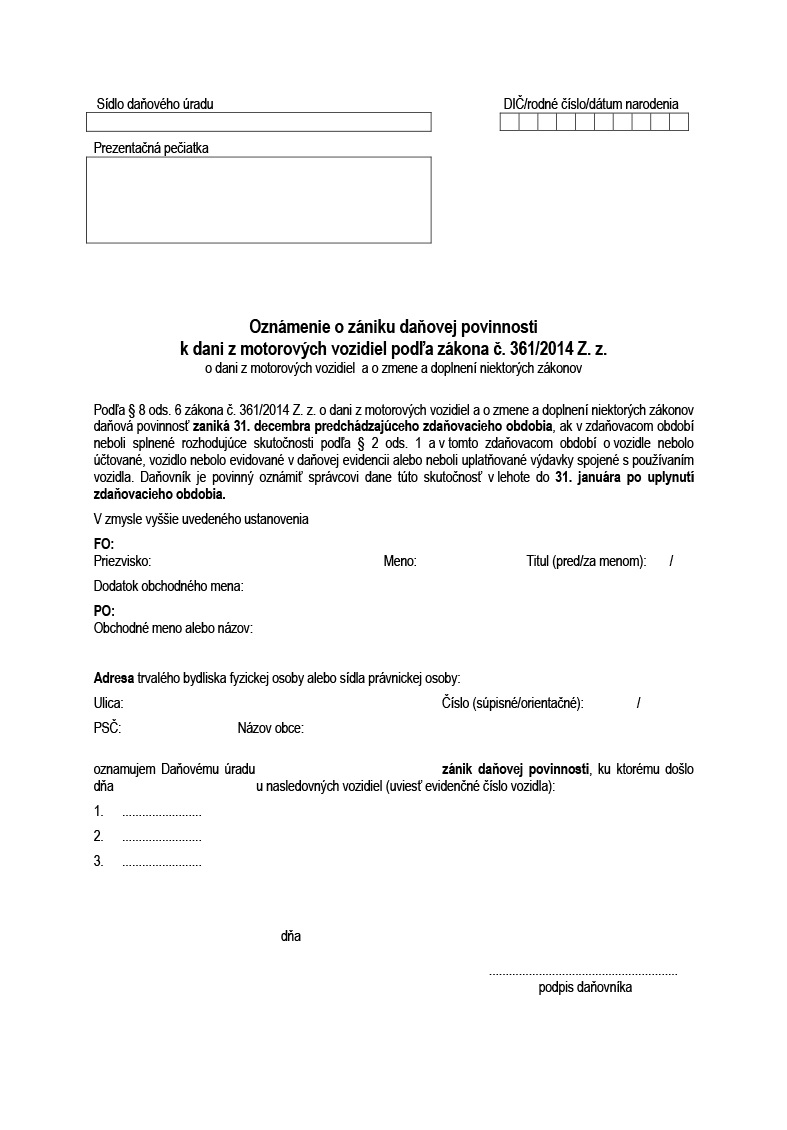 Sídlo daňového úradu
DIČ/rodné číslo/dátum narodenia
Prezentačná pečiatka
Oznámenie o zániku daňovej povinnosti
k dani z motorových vozidiel podľa zákona č. 361/2014 Z. z.
o dani z motorových vozidiel a o zmene a doplnení niektorých zákonov
Podľa § 8 ods. 6 zákona č. 361/2014 Z. z. o dani z motorových vozidiel a o zmene a doplnení niektorých zákonov
daňová povinnosť zaniká 31. decembra predchádzajúceho zdaňovacieho obdobia, ak v zdaňovacom období
neboli splnené rozhodujúce skutočnosti podľa § 2 ods. 1 a v tomto zdaňovacom období o vozidle nebolo
účtované, vozidlo nebolo evidované v daňovej evidencii alebo neboli uplatňované výdavky spojené s používaním
vozidla. Daňovník je povinný oznámiť správcovi dane túto skutočnosť v lehote do 31. januára po uplynutí
zdaňovacieho obdobia.
V zmysle vyššie uvedeného ustanovenia
FO:
Priezvisko: Meno: Titul (pred/za menom): /
Dodatok obchodného mena:
PO:
Obchodné meno alebo názov:
Adresa trvalého bydliska fyzickej osoby alebo sídla právnickej osoby:
Ulica: Číslo (súpisné/orientačné): /
PSČ: Názov obce:
oznamujem Daňovému úradu zánik daňovej povinnosti, ku ktorému došlo
dňa u nasledovných vozidiel (uviesť evidenčné číslo vozidla):
1. ........................
2. ........................
3. ........................
dňa
.........................................................
podpis daňovníka